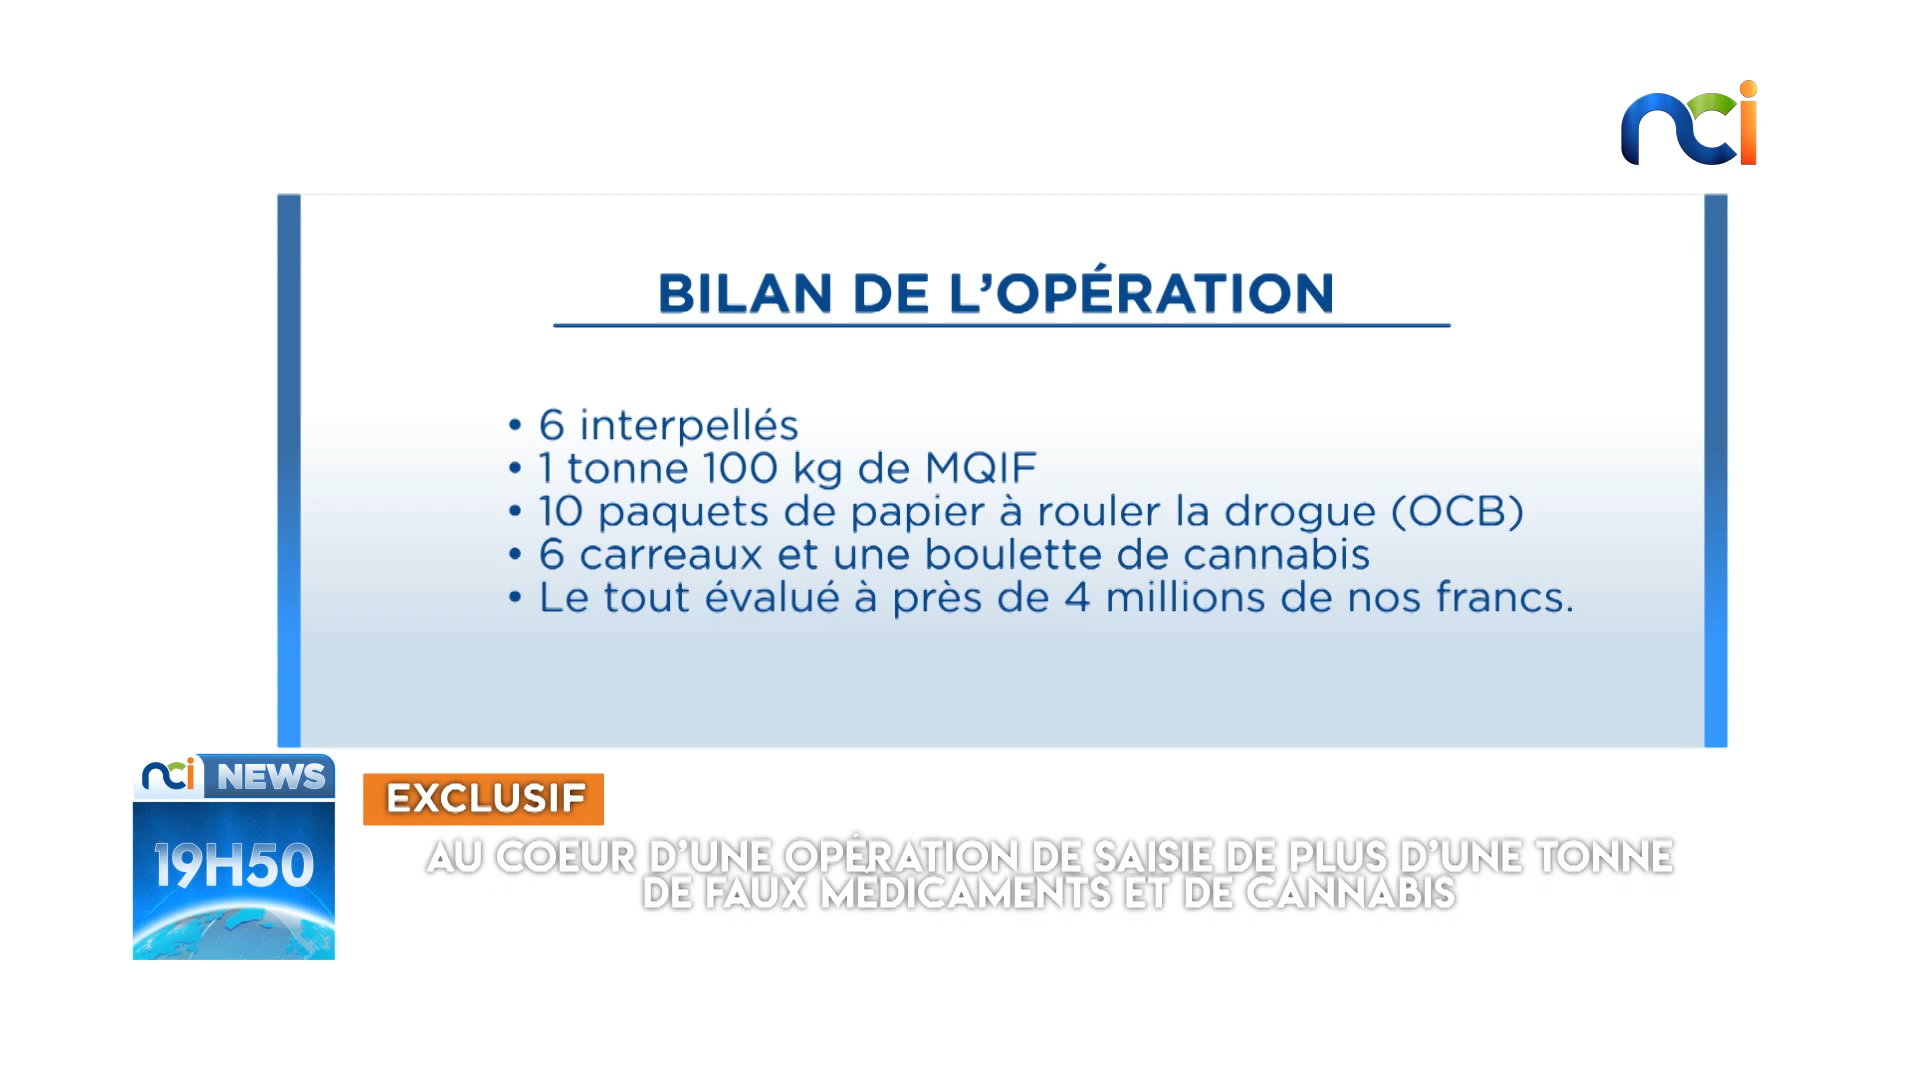 nci
BILAN DE L’OPÉRATION
• 6 interpellés
• 1 tonne 100 kg de MQIF
• 10 paquets de papier à rouler la drogue (OCB)
• 6 carreaux et une boulette de cannabis
• Le tout évalué à près de 4 millions de nos francs.
nci NEWS
19H50
EXCLUSIF
AU COEUR D’UNE OPÉRATION DE SAISIE DE PLUS D’UNE TONNE
DE FAUX MÉDICAMENTS ET DE CANNABIS